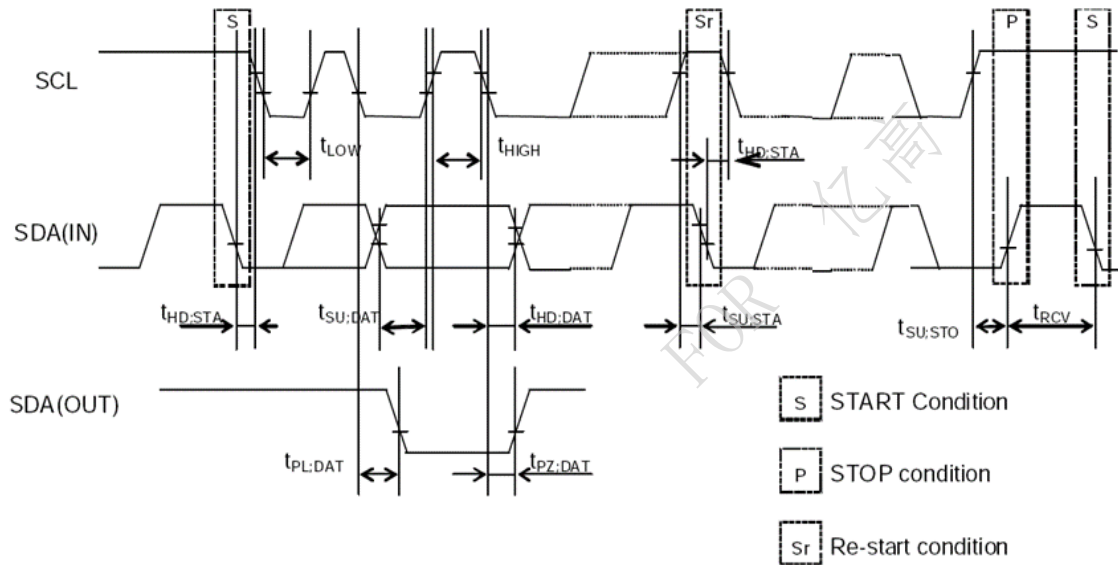 S
Sr
P
S
SCL
tLOW
tHIGH
tHD;STA
SDA(IN)
tHD;STA
tSU;DAT
tHD;DAT
tSU;STA
tSU;STO
tRCV
SDA(OUT)
tPL;DAT
tPZ;DAT
S START Condition
P STOP condition
Sr Re-start condition
FOR 亿高